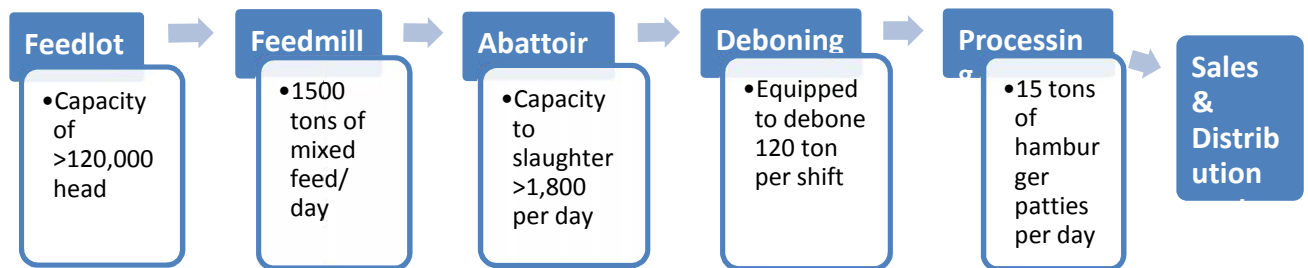 Feedlot
•Capacity
of
>120,000
head
Feedmill
•1500
tons of
mixed
feed/
day
Abattoir
•Capacity
to
slaughter
>1,800
per day
Deboning
•Equipped
to debone
120 ton
per shift
Processin
g
•15 tons
of
hambur
ger
patties
per day
Sales
&
Distrib
ution